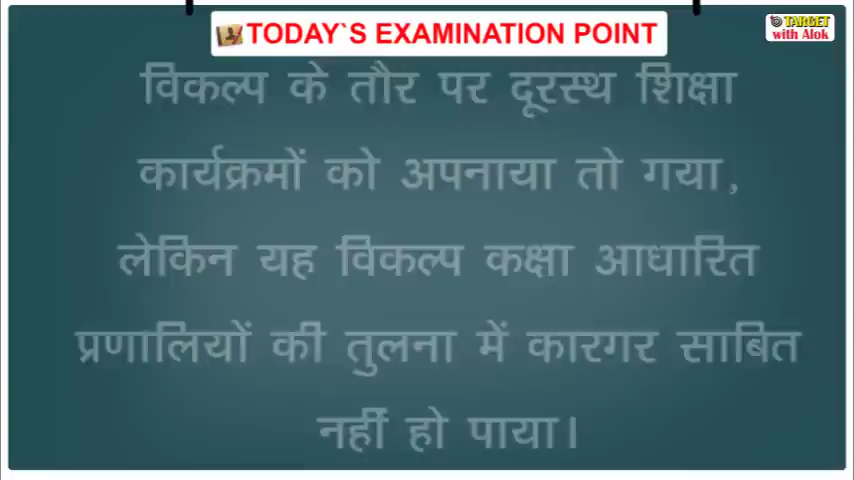 TODAY`S EXAMINATION POINT
TARGET
with Alok
विकल्प के तौर पर दूरस्थ शिक्षा
कार्यक्रमों को अपनाया तो गया,
लेकिन यह विकल्प कक्षा आधारित
प्रणालियों की तुलना में कारगर साबित
नहीं हो पाया।